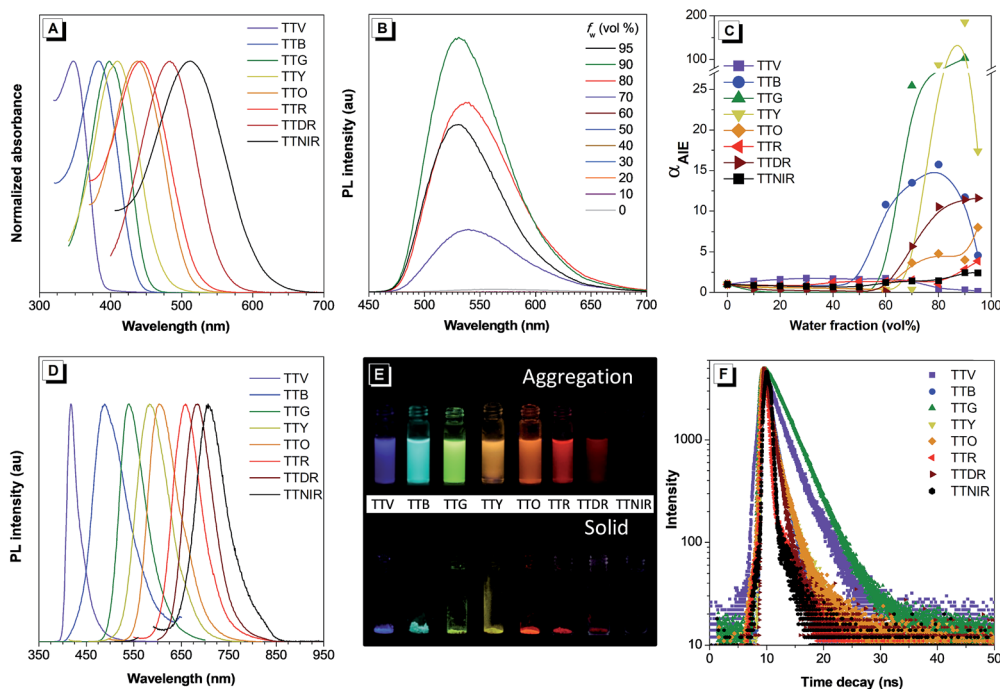 A
Normalized absorbance
TTV
TTB
TTG
TTY
TTO
TTR
TTDR
TTNIR
300 400 500 600 700
Wavelength (nm)
B
PL intensity (au)
fw (vol %)
95
90
80
70
60
50
40
30
20
10
0
450 500 550 600 650 700
Wavelength (nm)
C
αAIE
200
100
25
20
15
10
5
0
TTV
TTB
TTG
TTY
TTO
TTR
TTDR
TTNIR
0 20 40 60 80 100
Water fraction (vol%)
D
PL intensity (au)
TTV
TTB
TTG
TTY
TTO
TTR
TTDR
TTNIR
350 450 550 650 750 850 950
Wavelength (nm)
E
Aggregation
TTV TTB TTG TTY TTO TTR TTDR TTNIR
Solid
F
Intensity
1000
100
10
TTV
TTB
TTG
TTY
TTO
TTR
TTDR
TTNIR
0 10 20 30 40 50
Time decay (ns)